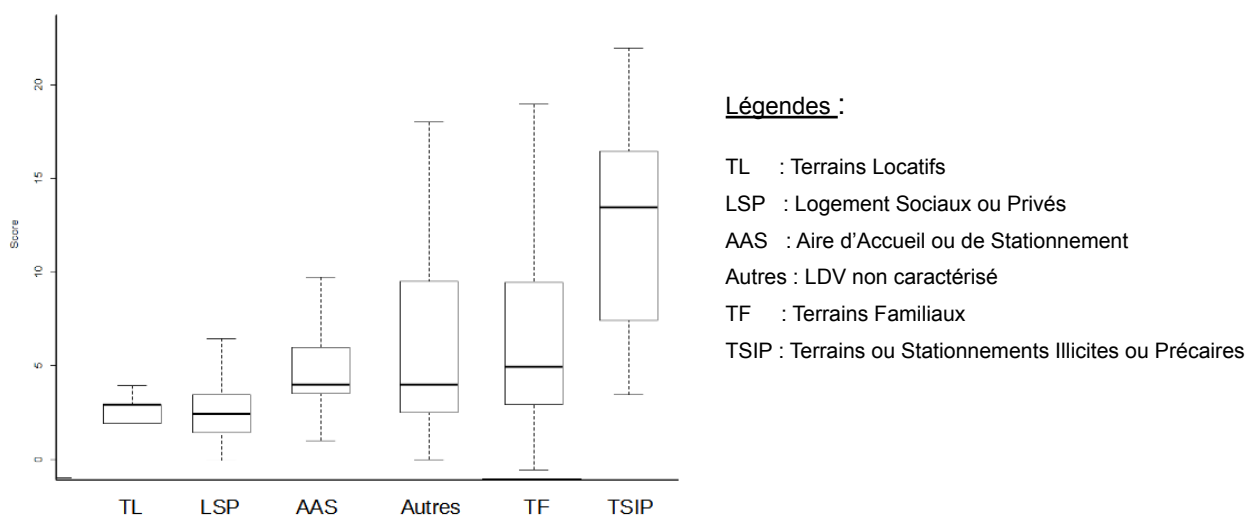 Score
20
15
10
5
0
TL
LSP
AAS
Autres
TF
TSIP
Légendes :
TL : Terrains Locatifs
LSP : Logement Sociaux ou Privés
AAS : Aire d’Accueil ou de Stationnement
Autres : LDV non caractérisé
TF : Terrains Familiaux
TSIP : Terrains ou Stationnements Illicites ou Précaires